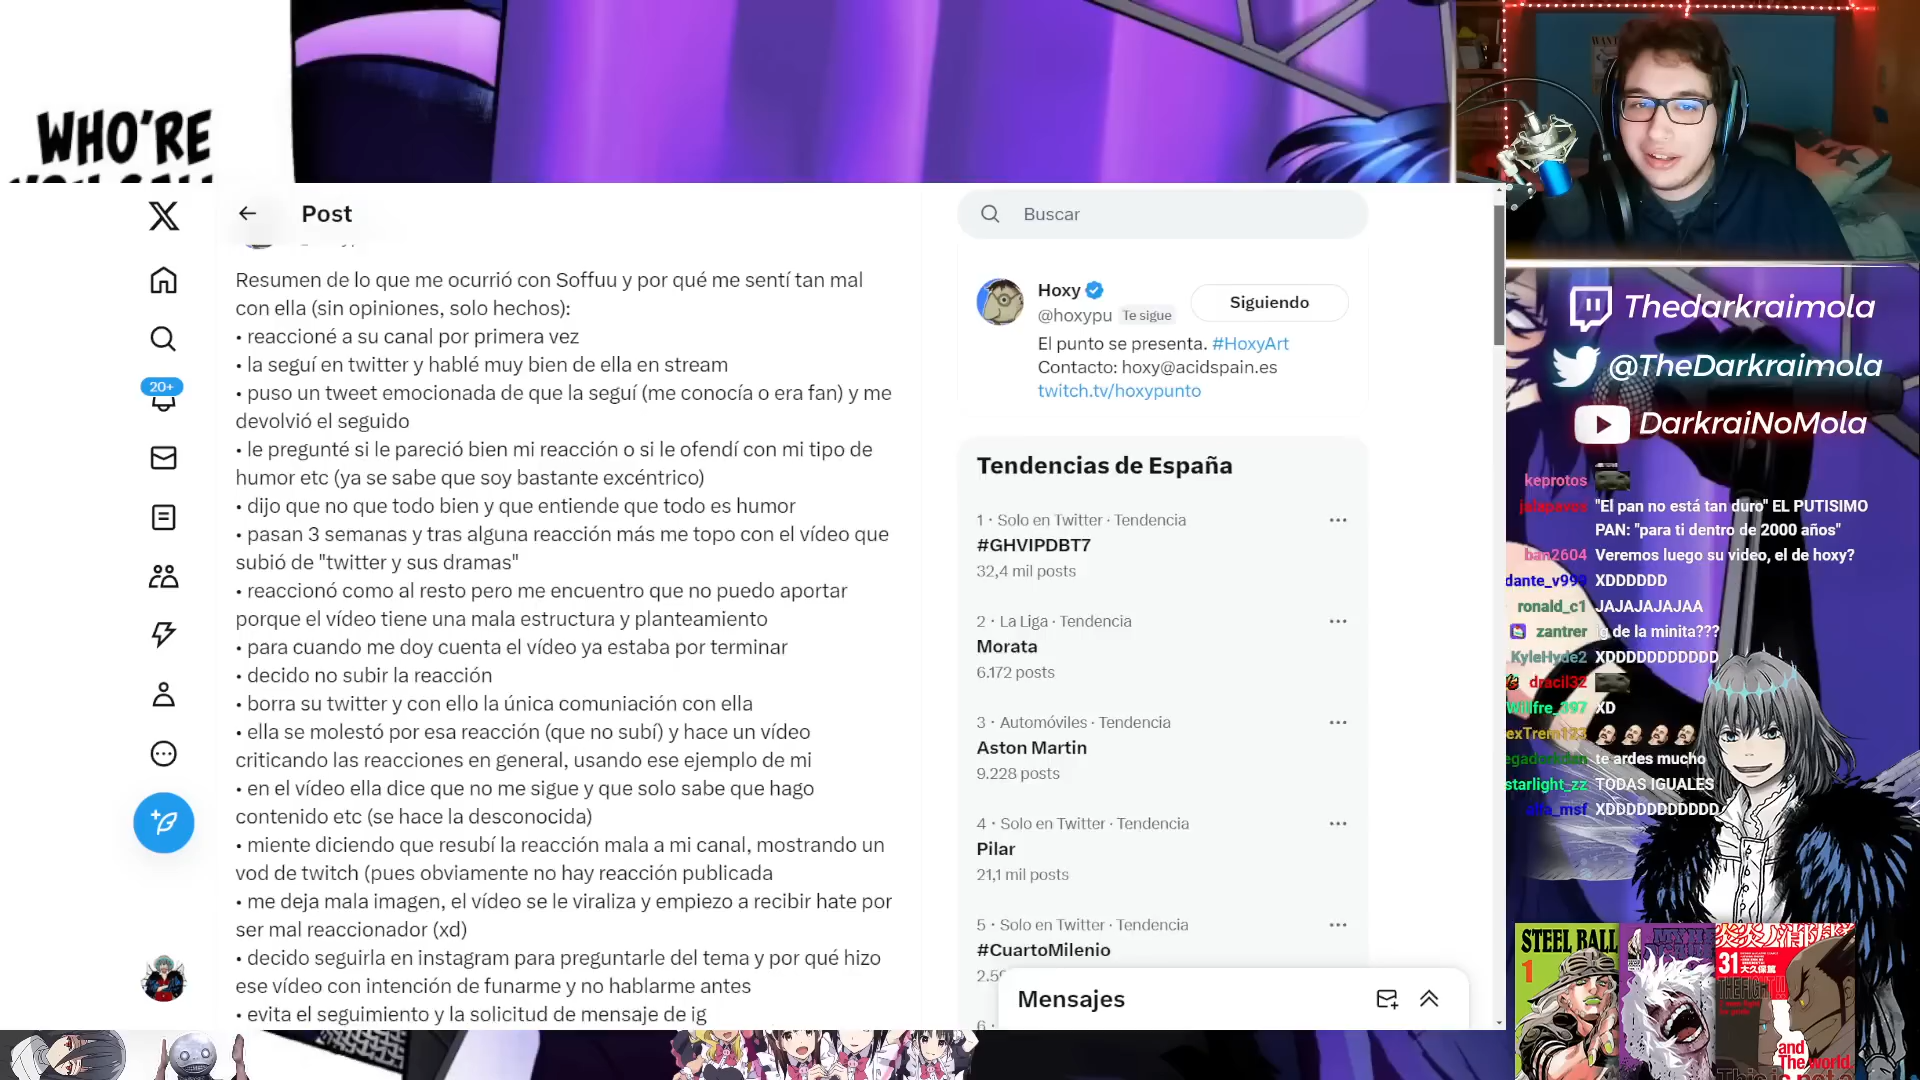 WHO'RE
Post
Buscar
Resumen de lo que me ocurrió con Soffuu y por qué me sentí tan mal
con ella (sin opiniones, solo hechos):
• reaccioné a su canal por primera vez
• la seguí en twitter y hablé muy bien de ella en stream
• puso un tweet emocionada de que la seguí (me conocía o era fan) y me
devolvió el seguido
• le pregunté si le pareció bien mi reacción o si le ofendí con mi tipo de
humor etc (ya se sabe que soy bastante excéntrico)
• dijo que no que todo bien y que entiende que todo es humor
• pasan 3 semanas y tras alguna reacción más me topo con el vídeo que
subió de "twitter y sus dramas"
• reaccionó como al resto pero me encuentro que no puedo aportar
porque el vídeo tiene una mala estructura y planteamiento
• para cuando me doy cuenta el vídeo ya estaba por terminar
• decido no subir la reacción
• borra su twitter y con ello la única comuniación con ella
• ella se molestó por esa reacción (que no subí) y hace un vídeo
criticando las reacciones en general, usando ese ejemplo de mi
• en el vídeo ella dice que no me sigue y que solo sabe que hago
contenido etc (se hace la desconocida)
• miente diciendo que resubí la reacción mala a mi canal, mostrando un
vod de twitch (pues obviamente no hay reacción publicada
• me deja mala imagen, el vídeo se le viraliza y empiezo a recibir hate por
ser mal reaccionador (xd)
• decido seguirla en instagram para preguntarle del tema y por qué hizo
ese vídeo con intención de funarme y no hablarme antes
• evita el seguimiento y la solicitud de mensaje de ig
20+
Hoxy
@hoxypu Te sigue
Siguiendo
El punto se presenta. #HoxyArt
Contacto: hoxy@acidspain.es
twitch.tv/hoxypunto
Tendencias de España
1 · Solo en Twitter · Tendencia
#GHVIPDBT7
32,4 mil posts
2 · La Liga · Tendencia
Morata
6.172 posts
3 · Automóviles · Tendencia
Aston Martin
9.228 posts
4 · Solo en Twitter · Tendencia
Pilar
21,1 mil posts
5 · Solo en Twitter · Tendencia
#CuartoMilenio
Mensajes
Thedarkraimola
@TheDarkraimola
DarkraiNoMola
keprotos
"El pan no está tan duro" EL PUTISIMO
PAN: "para ti dentro de 2000 años"
ban2604 Veremos luego su video, el de hoxy?
dante_v999 XDDDDDD
ronald_c1 JAJAJAJAJAA
zantrer ig de la minita???
KyleHyde2 XDDDDDDDDDDD
dracil32
Willfre_397 XD
te ardes mucho
starlight_zz TODAS IGUALES
alfa_msf XDDDDDDDDDDD
STEEL BALL
1
31
大久保篤
and
The world